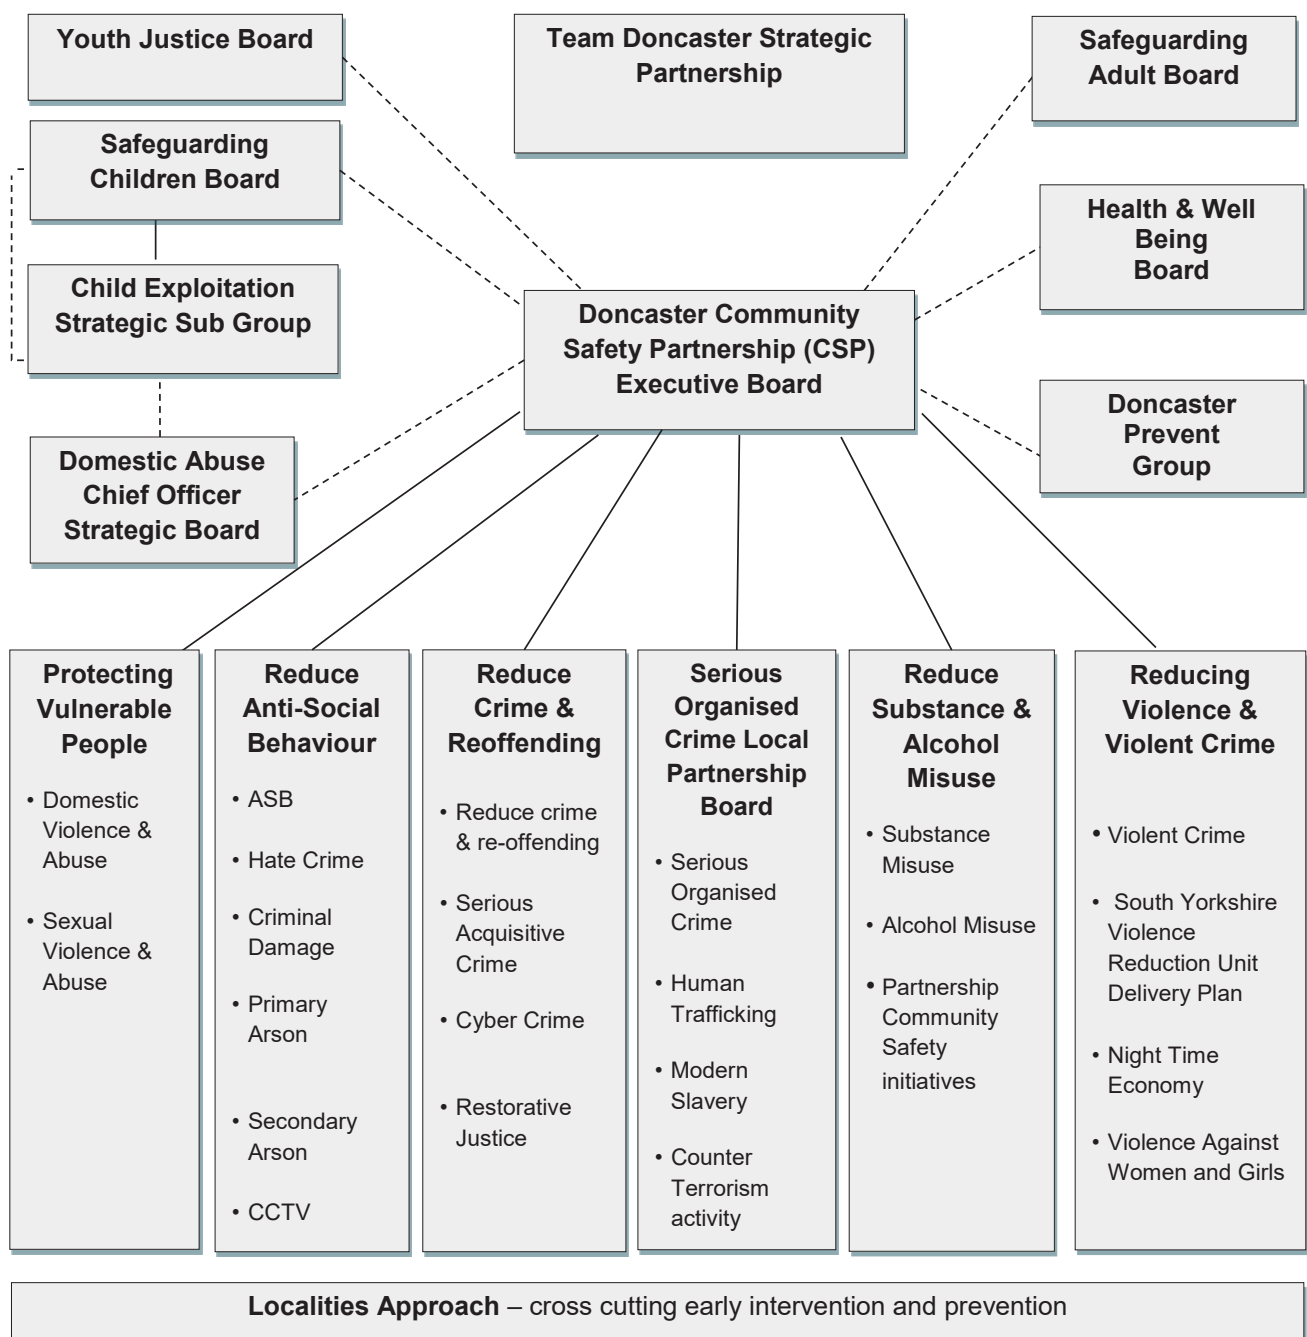 Youth Justice Board
Team Doncaster Strategic
Partnership
Safeguarding
Adult Board
Safeguarding
Children Board
Health & Well
Being
Board
Child Exploitation
Strategic Sub Group
Doncaster Community
Safety Partnership (CSP)
Executive Board
Doncaster
Prevent
Group
Domestic Abuse
Chief Officer
Strategic Board
Protecting
Vulnerable
People
• Domestic
Violence &
Abuse
• Sexual
Violence &
Abuse
Reduce
Anti-Social
Behaviour
• ASB
• Hate Crime
• Criminal
Damage
• Primary
Arson
• Secondary
Arson
• CCTV
Reduce
Crime &
Reoffending
• Reduce crime
& re-offending
• Serious
Acquisitive
Crime
• Cyber Crime
• Restorative
Justice
Serious
Organised
Crime Local
Partnership
Board
• Serious
Organised
Crime
• Human
Trafficking
• Modern
Slavery
• Counter
Terrorism
activity
Reduce
Substance &
Alcohol
Misuse
• Substance
Misuse
• Alcohol Misuse
• Partnership
Community
Safety
initiatives
Reducing
Violence &
Violent Crime
• Violent Crime
• South Yorkshire
Violence
Reduction Unit
Delivery Plan
• Night Time
Economy
• Violence Against
Women and Girls
Localities Approach – cross cutting early intervention and prevention